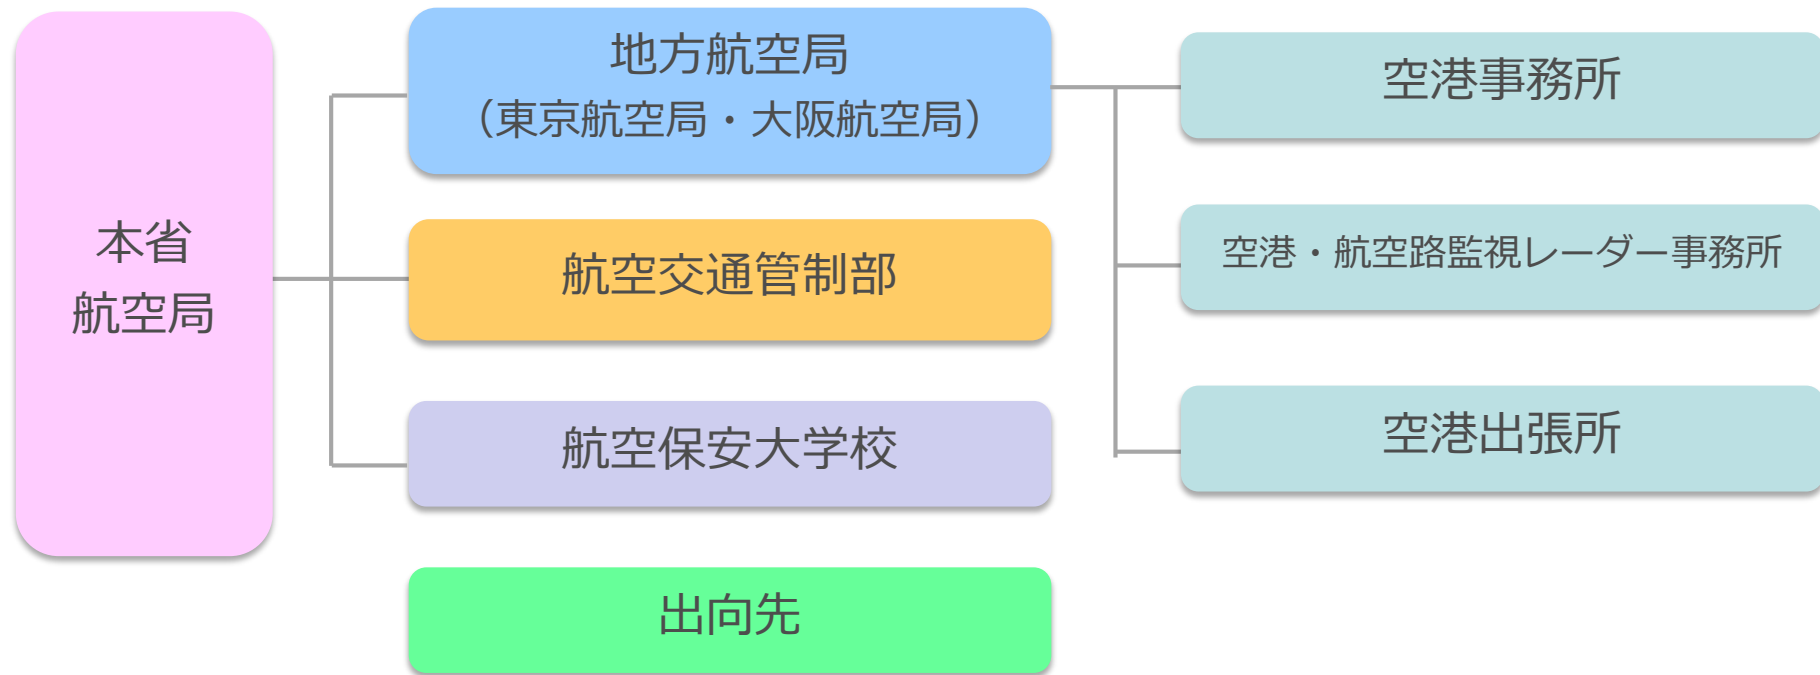 本省
航空局
地方航空局
（東京航空局・大阪航空局）
航空交通管制部
航空保安大学校
出向先
空港事務所
空港・航空路監視レーダー事務所
空港出張所